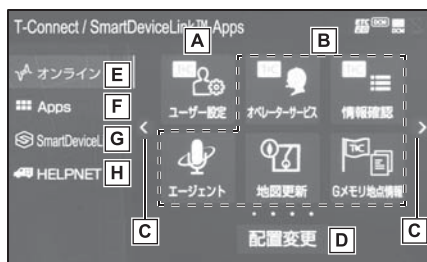 T-Connect / SmartDeviceLink™ Apps
DCM
A
B
オンライン E
Apps F
SmartDeviceL G
HELPNET H
TNC
ユーザー設定
オペレーターサービス
情報確認
エージェント
地図更新
Gメモリ地点情報
C
C
配置変更 D